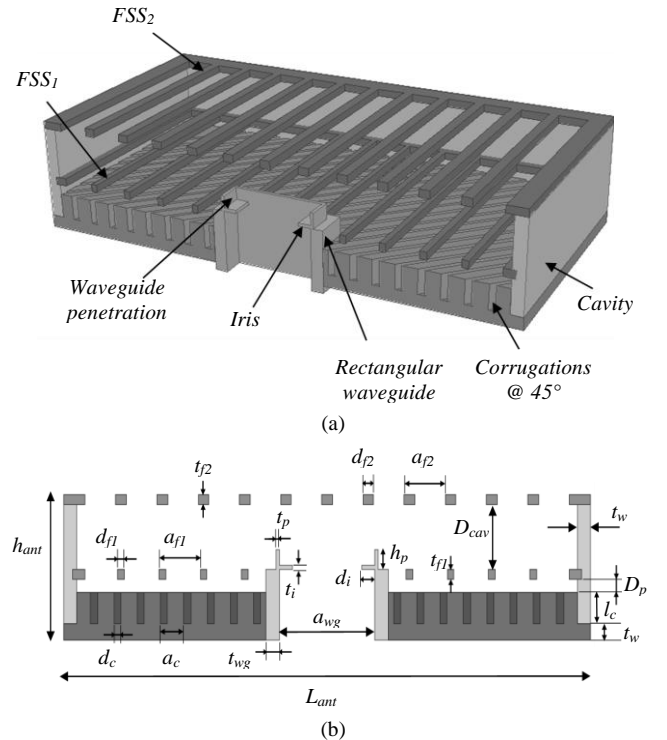 FSS2
FSS1
Waveguide
penetration
Iris
Rectangular
waveguide
Corrugations
@ 45°
Cavity
(a)
df2
af2
tf2
tp
tw
df1
af1
hant
Dcav
hp
tf1
ti
di
Dp
lc
awg
dc
ac
twg
tw
Lant
(b)